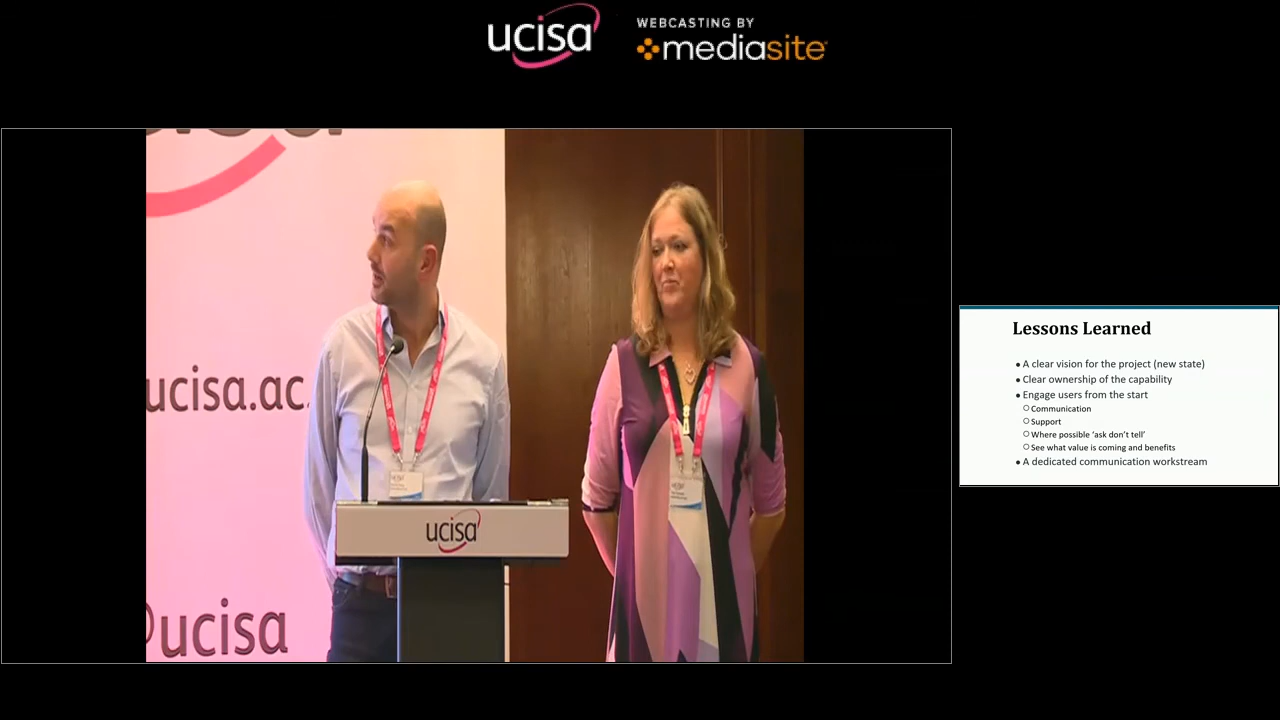 ucisa
WEBCASTING BY
mediasite
ucisa.ac.
ucisa
ucisa
Lessons Learned
• A clear vision for the project (new state)
• Clear ownership of the capability
• Engage users from the start
○ Communication
○ Support
○ Where possible ‘ask don’t tell’
○ See what value is coming and benefits
• A dedicated communication workstream